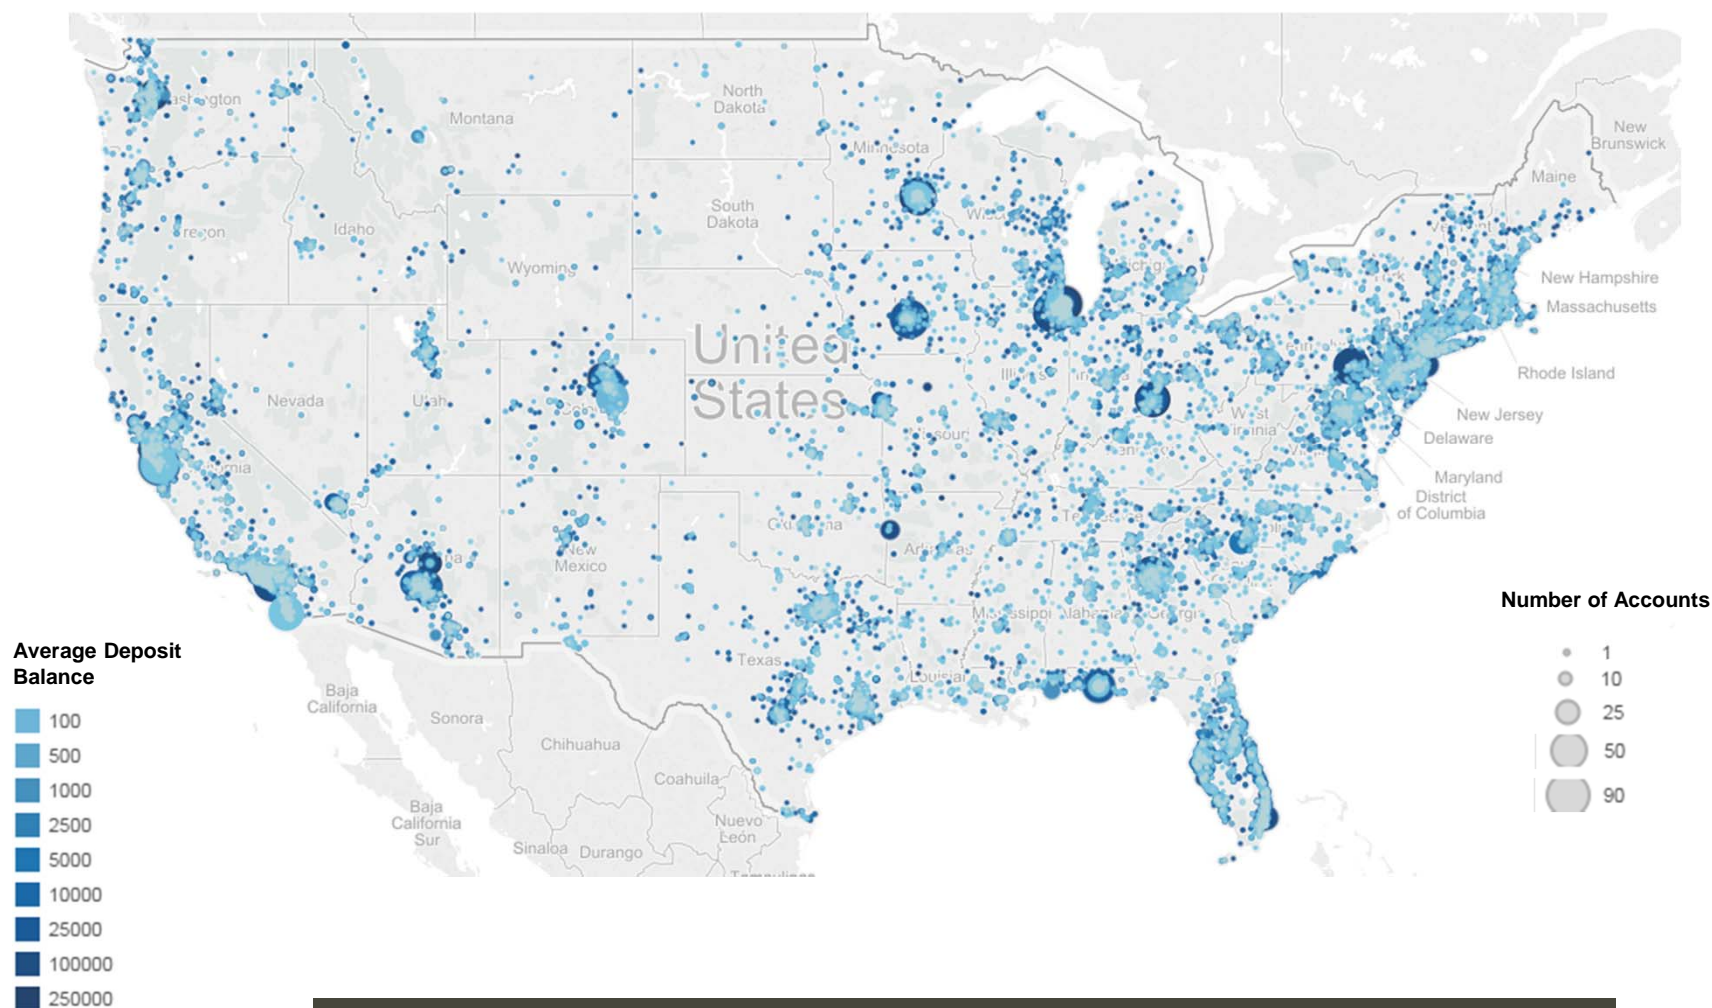 North
Dakota
Montana
New
Brunswick
Maine
South
Dakota
Idaho
Wyoming
New Hampshire
Massachusetts
United
States
Rhode Island
Nevada
Utah
New Jersey
West
Virginia
Delaware
Maryland
District
of Columbia
New
Mexico
Mississippi
Texas
Number of Accounts
1
10
25
50
90
Average Deposit
Balance
100
500
1000
2500
5000
10000
25000
100000
250000
Baja
California
Sonora
Chihuahua
Coahuila
Baja
California
Sur
Nuevo
León
Sinaloa
Durango